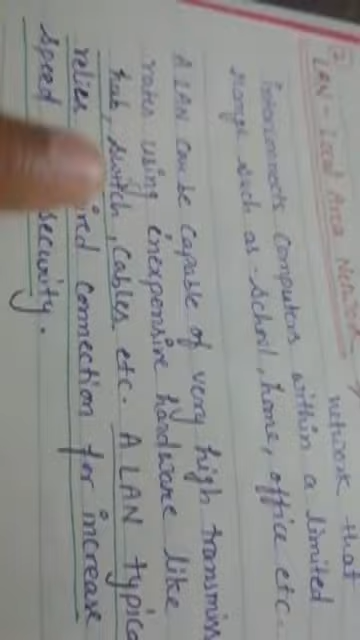 2) LAN - Local Area Network
network that
Interconnects computers within a limited
range such as - School, home, office etc.
A LAN can be capable of very high transmiss
rates using inexpensive hardware like
hub, switch, cables etc. A LAN typica
relies ired connection for increase
speed security.